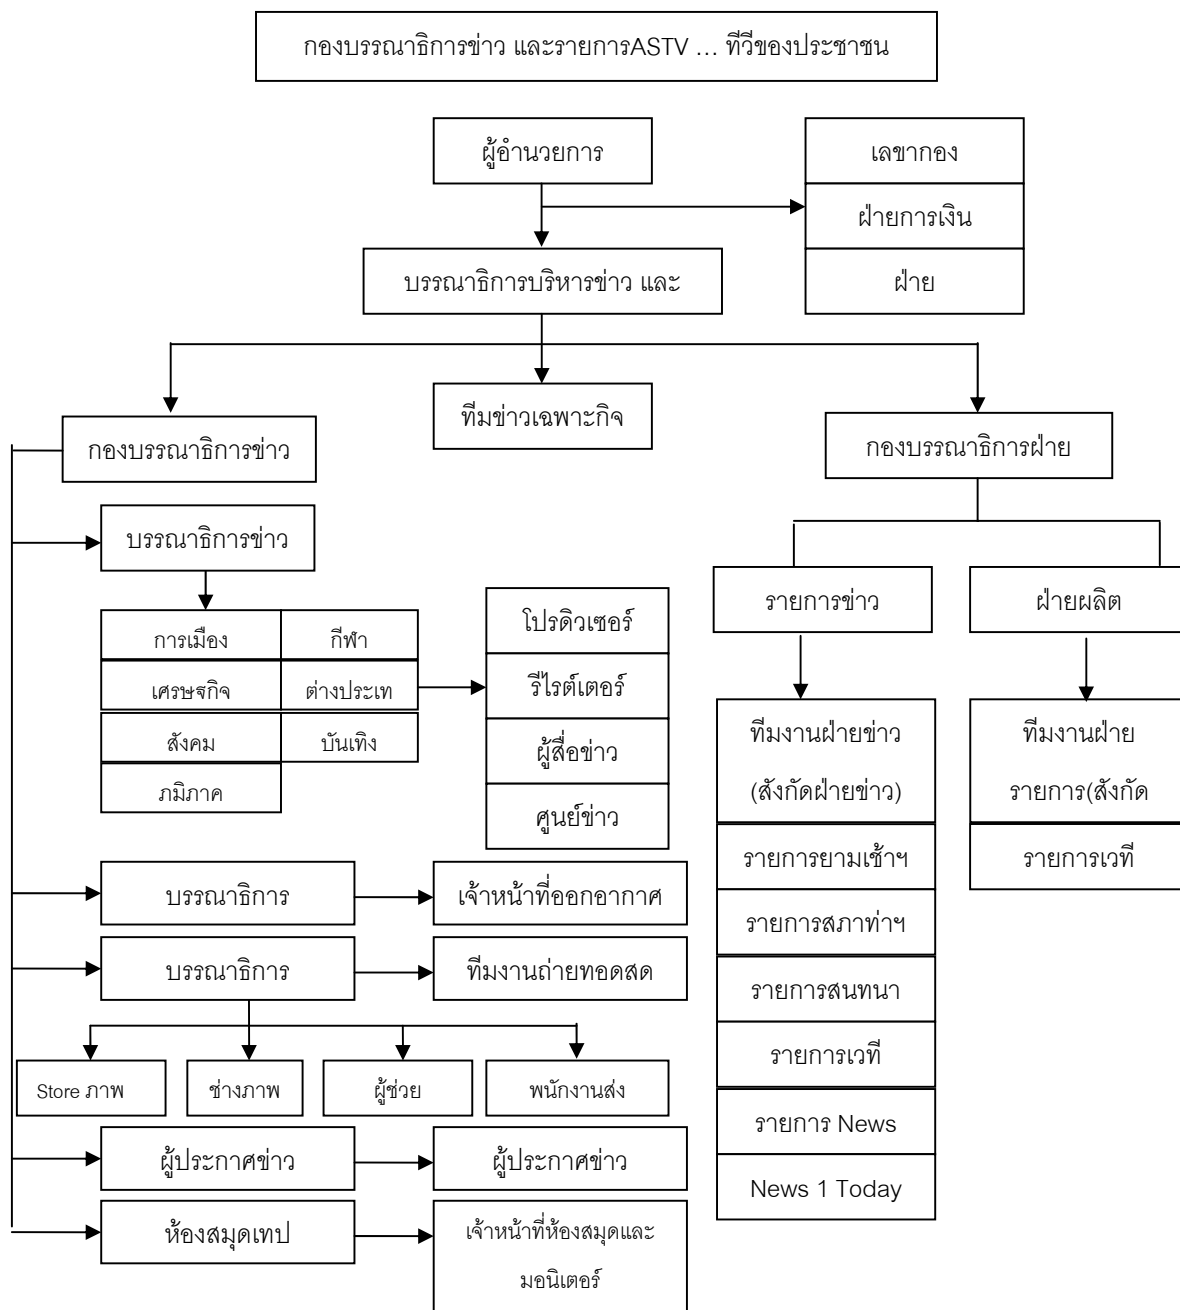 กองบรรณาธิการข่าว และรายการASTV ... ทีวีของประชาชน
ผู้อำนวยการ
เลขากอง
ฝ่ายการเงิน
ฝ่าย
บรรณาธิการบริหารข่าว และ
ทีมข่าวเฉพาะกิจ
กองบรรณาธิการข่าว
กองบรรณาธิการฝ่าย
บรรณาธิการข่าว
การเมือง
กีฬา
เศรษฐกิจ
ต่างประเท
สังคม
บันเทิง
ภมิภาค
โปรดิวเซอร์
รีไรต์เตอร์
ผู้สื่อข่าว
ศูนย์ข่าว
รายการข่าว
ฝ่ายผลิต
ทีมงานฝ่ายข่าว
(สังกัดฝ่ายข่าว)
รายการยามเช้าฯ
รายการสภาท่าฯ
รายการสนทนา
รายการเวที
รายการ News
News 1 Today
ทีมงานฝ่าย
รายการ(สังกัด
รายการเวที
บรรณาธิการ
เจ้าหน้าที่ออกอากาศ
บรรณาธิการ
ทีมงานถ่ายทอดสด
Store ภาพ
ช่างภาพ
ผู้ช่วย
พนักงานส่ง
ผู้ประกาศข่าว
ผู้ประกาศข่าว
ห้องสมุดเทป
เจ้าหน้าที่ห้องสมุดและ
มอนิเตอร์